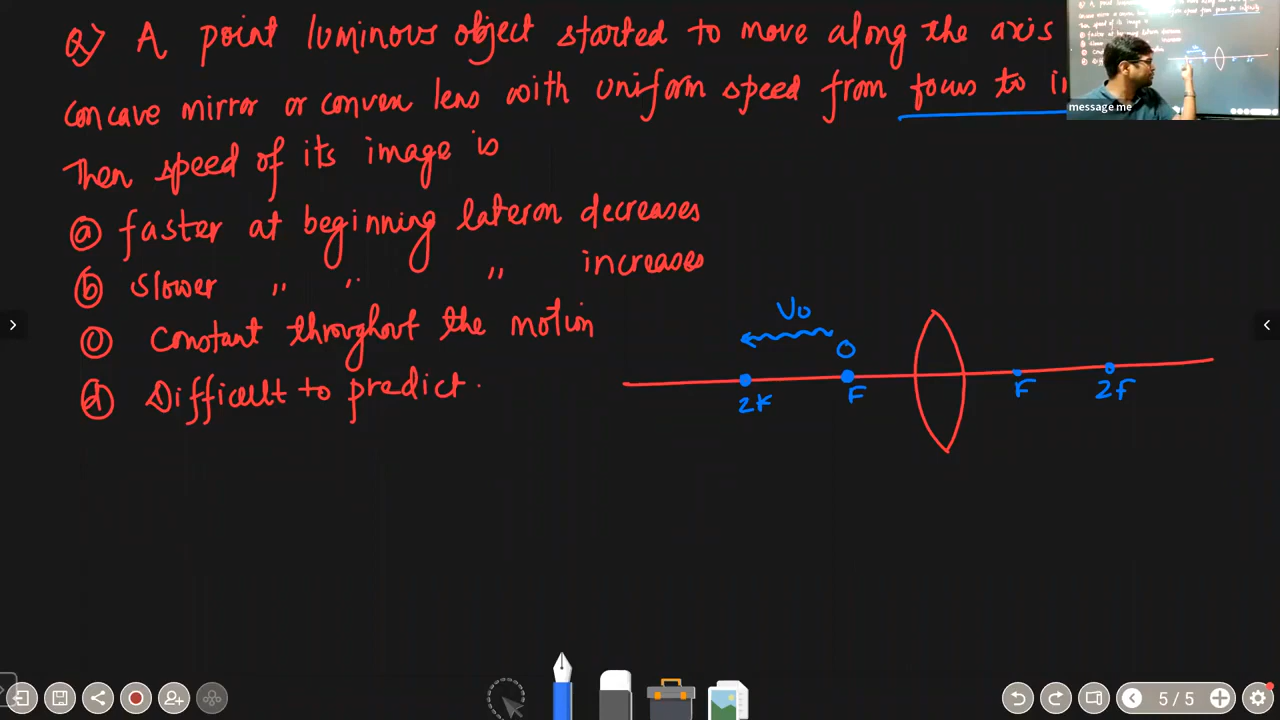 Q) A point luminous object started to move along the axis
concave mirror or convex lens with uniform speed from focus to
Then speed of its image is
(a) faster at beginning lateron decreases
(b) slower " " " increases
(c) Constant throughout the motion
(d) Difficult to predict.
Vo
O
2F F F 2f
message me
5/5